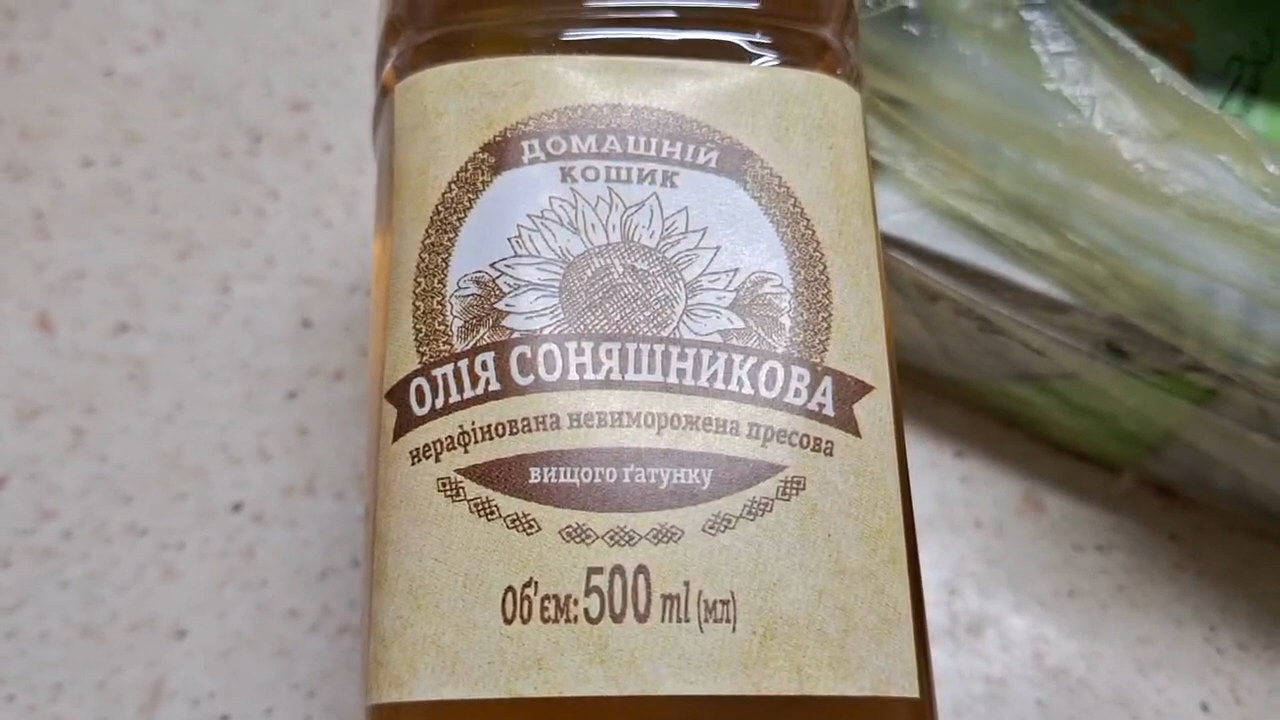 ДОМАШНІЙ
КОШИК
ОЛІЯ СОНЯШНИКОВА
нерафінована невиморожена пресова
вищого ґатунку
Об'єм: 500 ml (мл)